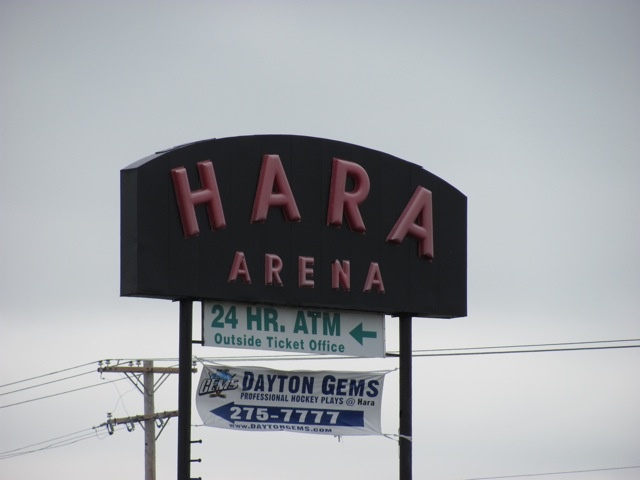 HARA
ARENA
24 HR. ATM
Outside Ticket Office
GEMS DAYTON GEMS
PROFESSIONAL HOCKEY PLAYS @ Hara
275-7777
WWW.DAYTONGEMS.COM